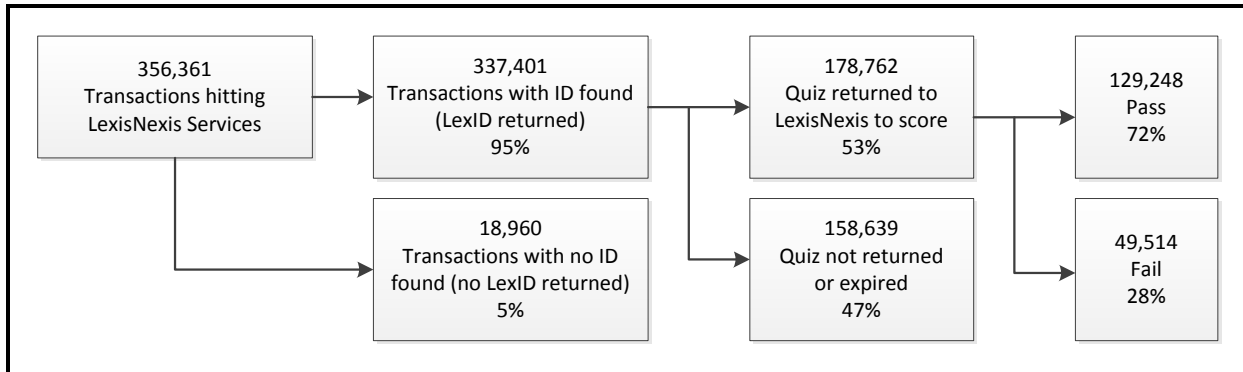 356,361
Transactions hitting
LexisNexis Services
337,401
Transactions with ID found
(LexID returned)
95%
178,762
Quiz returned to
LexisNexis to score
53%
129,248
Pass
72%
18,960
Transactions with no ID
found (no LexID returned)
5%
158,639
Quiz not returned
or expired
47%
49,514
Fail
28%